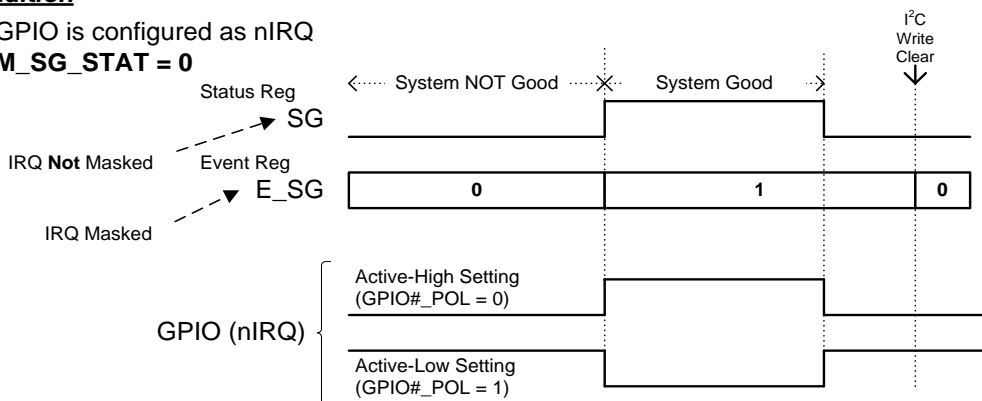 GPIO is configured as nIRQ
M_SG_STAT = 0
I²C
Write
Clear
System NOT Good
System Good
Status Reg
SG
IRQ Not Masked
Event Reg
E_SG
0
1
0
IRQ Masked
Active-High Setting
(GPIO#_POL = 0)
GPIO (nIRQ)
Active-Low Setting
(GPIO#_POL = 1)